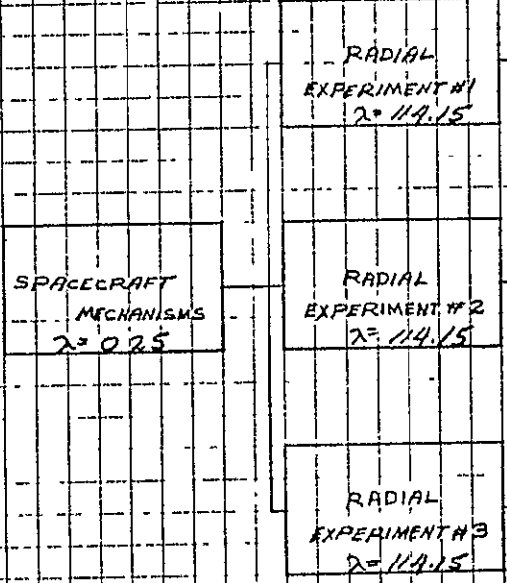 RADIAL
EXPERIMENT #1
λ= 114.15
SPACECRAFT
MECHANISMS
λ= 0.25
RADIAL
EXPERIMENT #2
λ= 114.15
RADIAL
EXPERIMENT #3
λ= 114.15